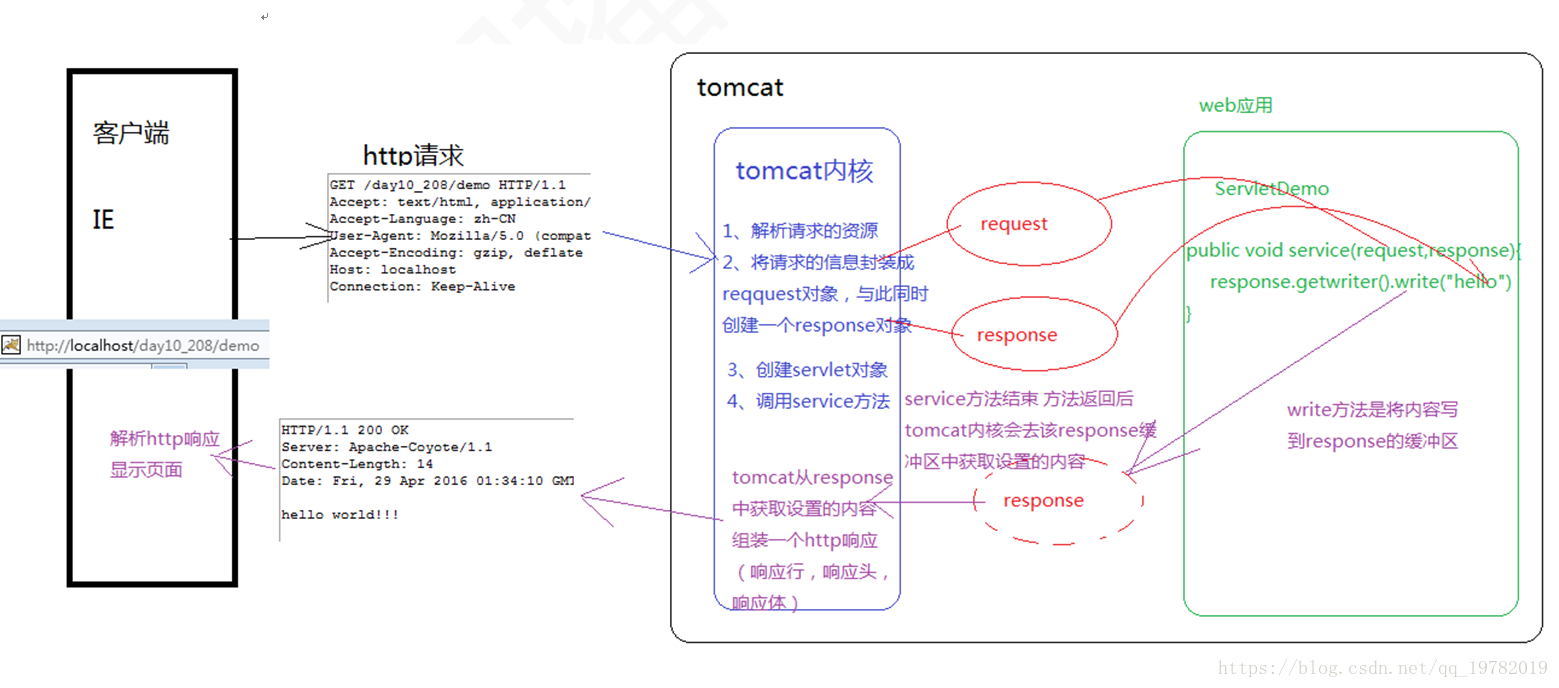 客户端
IE
http://localhost/day10_208/demo
解析http响应
显示页面
http请求
GET /day10_208/demo HTTP/1.1
Accept: text/html, application/
Accept-Language: zh-CN
User-Agent: Mozilla/5.0 (compat
Accept-Encoding: gzip, deflate
Host: localhost
Connection: Keep-Alive
HTTP/1.1 200 OK
Server: Apache-Coyote/1.1
Content-Length: 14
Date: Fri, 29 Apr 2016 01:34:10 GMT
hello world!!!
tomcat
tomcat内核
1、解析请求的资源
2、将请求的信息封装成
reqquest对象，与此同时
创建一个response对象
3、创建servlet对象
4、调用service方法
tomcat从response
中获取设置的内容
组装一个http响应
（响应行，响应头，
响应体）
request
response
service方法结束 方法返回后
tomcat内核会去该response缓
冲区中获取设置的内容
response
web应用
ServletDemo
public void service(request,response){
response.getwriter().write("hello")
}
write方法是将内容写
到response的缓冲区
https://blog.csdn.net/qq_19782019